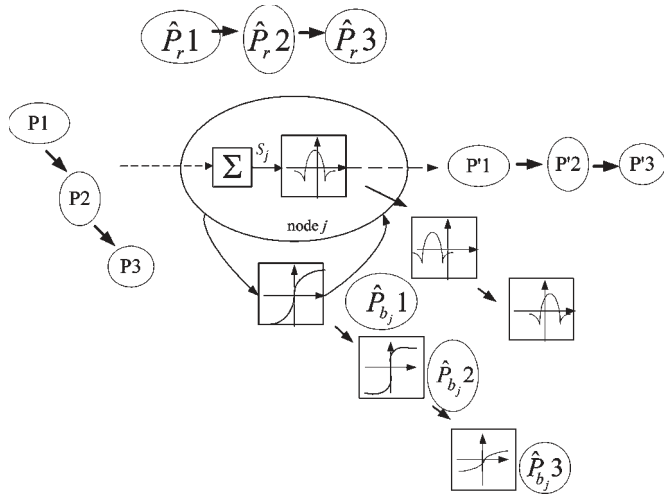 P̂r1 P̂r2 P̂r3
P1
P2
P3
Σ
Sj
node j
P'1 P'2 P'3
P̂bj1
P̂bj2
P̂bj3